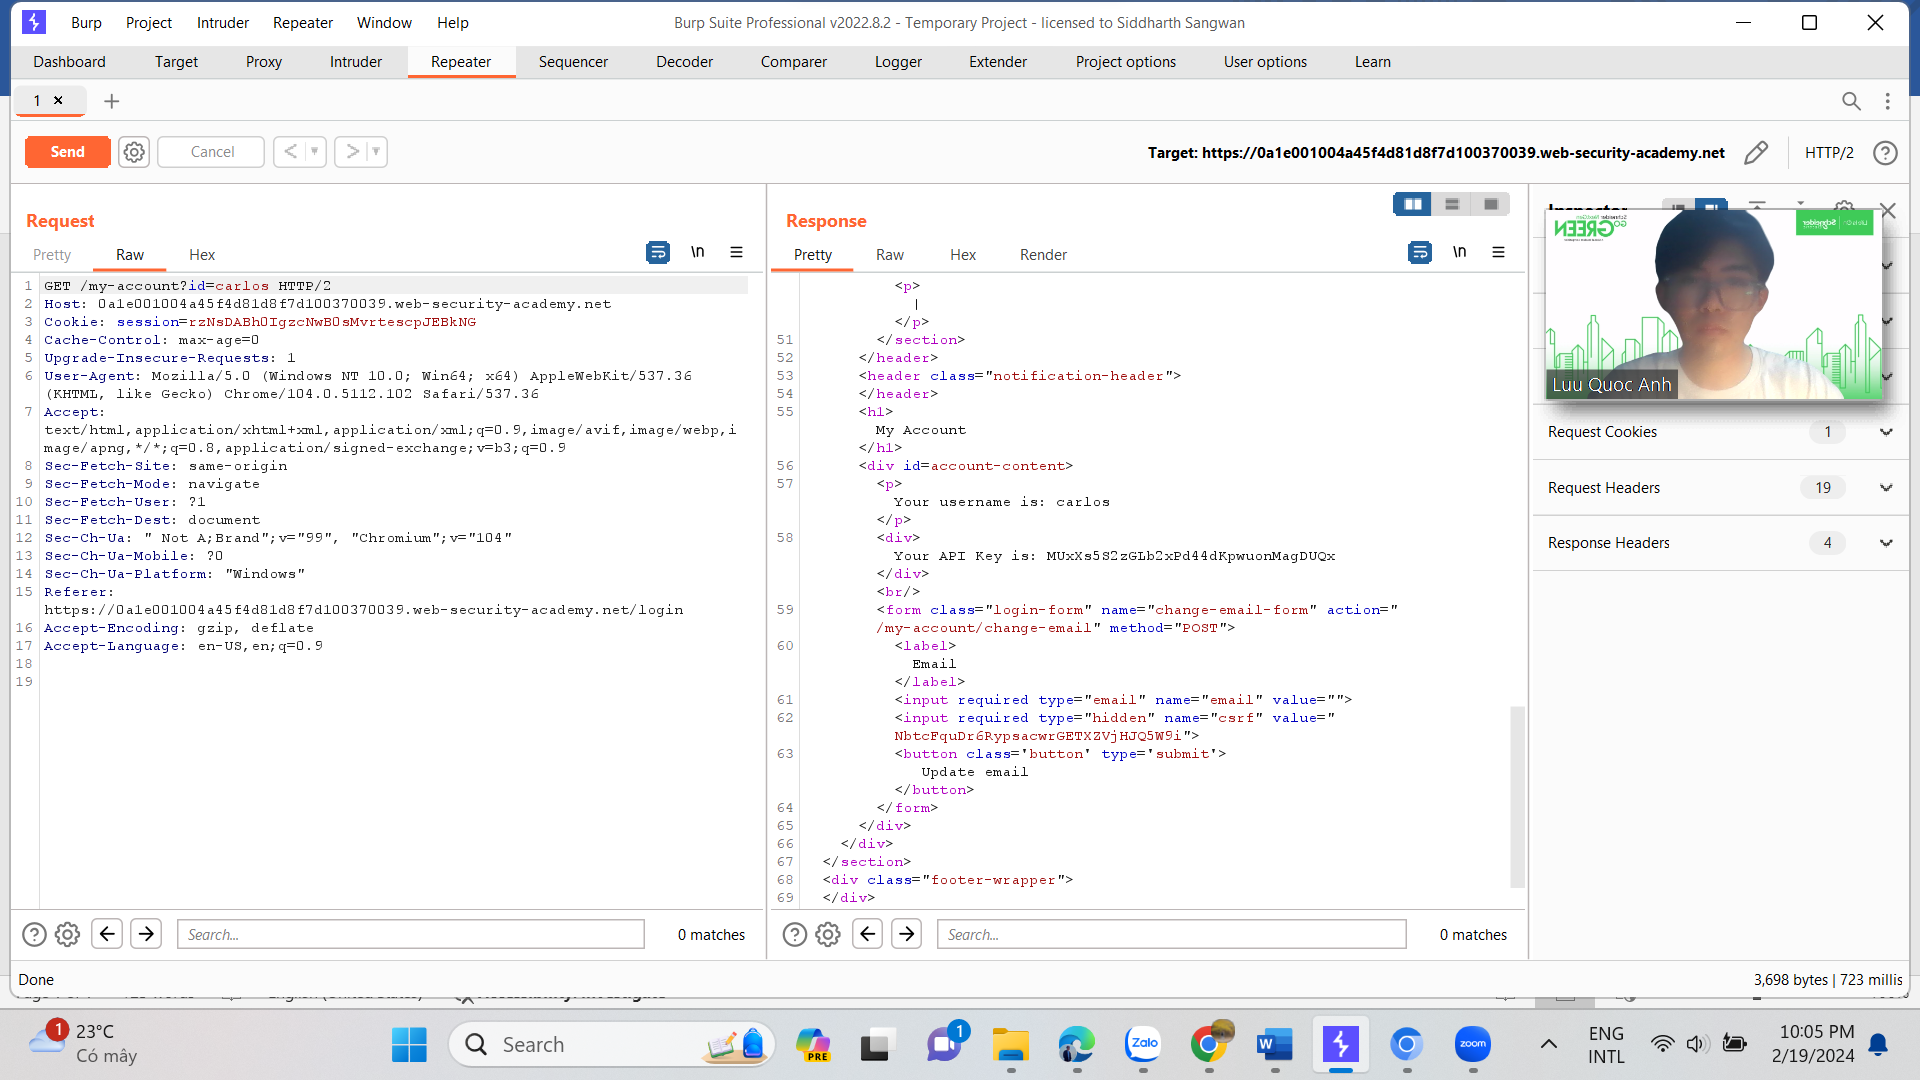 Burp Project Intruder Repeater Window Help
Burp Suite Professional v2022.8.2 - Temporary Project - licensed to Siddharth Sangwan
Dashboard Target Proxy Intruder Repeater Sequencer Decoder Comparer Logger Extender Project options User options Learn
1 ×
Send Cancel < >
Target: https://0a1e001004a45f4d81d8f7d100370039.web-security-academy.net HTTP/2
Request
Pretty Raw Hex \n
1 GET /my-account?id=carlos HTTP/2
2 Host: 0a1e001004a45f4d81d8f7d100370039.web-security-academy.net
3 Cookie: session=rzNsDABh0IgzcNwB0sMvrtescpJEBkNG
4 Cache-Control: max-age=0
5 Upgrade-Insecure-Requests: 1
6 User-Agent: Mozilla/5.0 (Windows NT 10.0; Win64; x64) AppleWebKit/537.36
(KHTML, like Gecko) Chrome/104.0.5112.102 Safari/537.36
7 Accept:
text/html,application/xhtml+xml,application/xml;q=0.9,image/avif,image/webp,i
mage/apng,*/*;q=0.8,application/signed-exchange;v=b3;q=0.9
8 Sec-Fetch-Site: same-origin
9 Sec-Fetch-Mode: navigate
10 Sec-Fetch-User: ?1
11 Sec-Fetch-Dest: document
12 Sec-Ch-Ua: " Not A;Brand";v="99", "Chromium";v="104"
13 Sec-Ch-Ua-Mobile: ?0
14 Sec-Ch-Ua-Platform: "Windows"
15 Referer:
https://0a1e001004a45f4d81d8f7d100370039.web-security-academy.net/login
16 Accept-Encoding: gzip, deflate
17 Accept-Language: en-US,en;q=0.9
18
19
Search... 0 matches
Response
Pretty Raw Hex Render \n
<p>
|
</p>
51 </section>
52 </header>
53 <header class="notification-header">
54 </header>
55 <h1>
My Account
</h1>
56 <div id=account-content>
57 <p>
Your username is: carlos
</p>
58 <div>
Your API Key is: MUxXs5S2zGLb2xPd44dKpwuonMagDUQx
</div>
<br/>
59 <form class="login-form" name="change-email-form" action="
/my-account/change-email" method="POST">
60 <label>
Email
</label>
61 <input required type="email" name="email" value="">
62 <input required type="hidden" name="csrf" value="
NbtcFquDr6RypsacwrGETXZVjHJQ5W9i">
63 <button class='button' type='submit'>
Update email
</button>
64 </form>
65 </div>
66 </div>
67 </section>
68 <div class="footer-wrapper">
69 </div>
Search... 0 matches
GO GREEN
Schneider
Luu Quoc Anh
Request Cookies 1
Request Headers 19
Response Headers 4
Done
3,698 bytes | 723 millis
1 23°C
Có mây
Search
PRE
1
Zalo
W
zoom
ENG
INTL
10:05 PM
2/19/2024